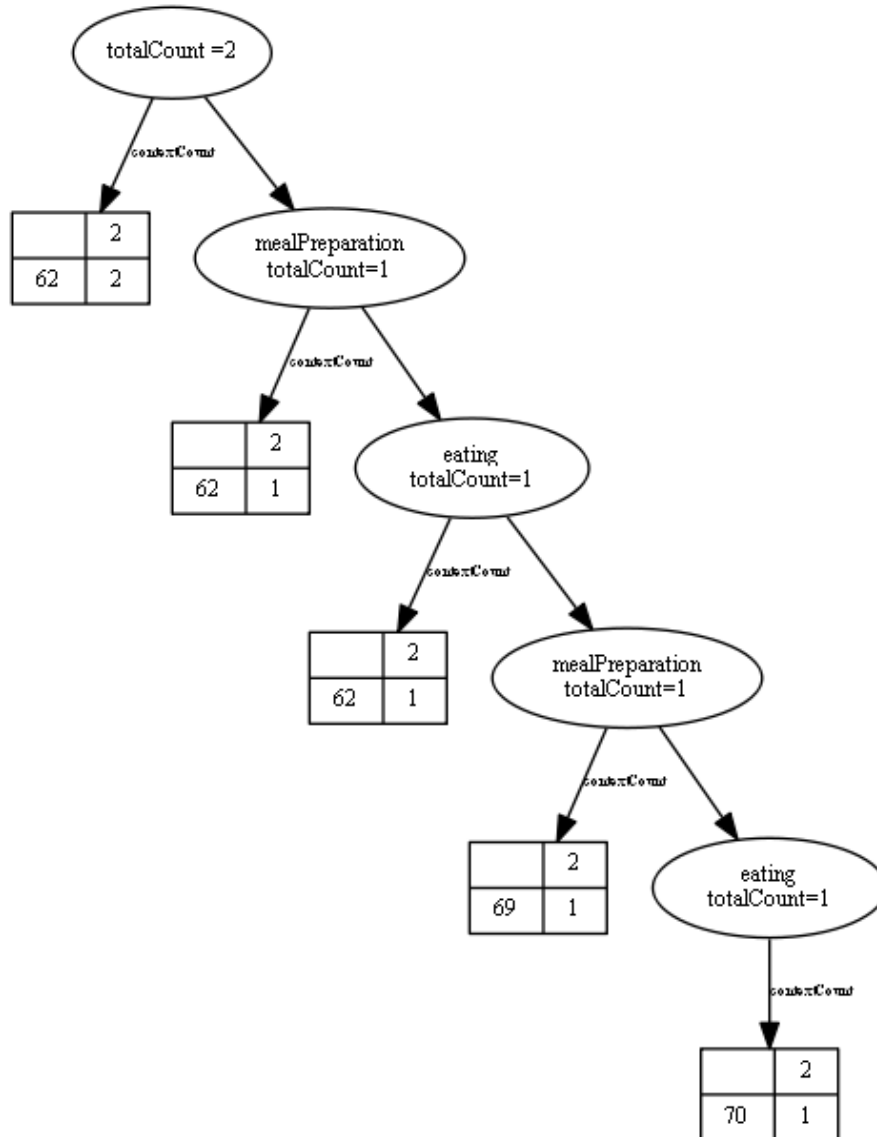 totalCount =2
contextCount
2
62 2
mealPreparation
totalCount=1
contextCount
2
62 1
eating
totalCount=1
contextCount
2
62 1
mealPreparation
totalCount=1
contextCount
2
69 1
eating
totalCount=1
contextCount
2
70 1